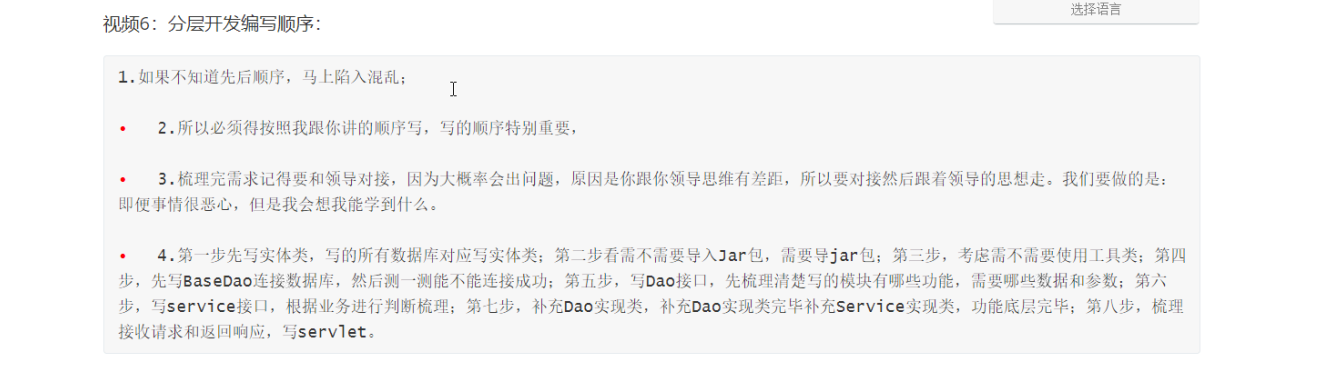 选择语言
视频6：分层开发编写顺序：
1.如果不知道先后顺序，马上陷入混乱；
• 2.所以必须得按照我跟你讲的顺序写，写的顺序特别重要，
• 3.梳理完需求记得要和领导对接，因为大概率会出问题，原因是你跟你领导思维有差距，所以要对接然后跟着领导的思想走。我们要做的是：
即便事情很恶心，但是我会想我能学到什么。
• 4.第一步先写实体类，写的所有数据库对应写实体类；第二步看需不需要导入Jar包，需要导jar包；第三步，考虑需不需要使用工具类；第四
步，先写BaseDao连接数据库，然后测一测能不能连接成功；第五步，写Dao接口，先梳理清楚写的模块有哪些功能，需要哪些数据和参数；第六
步，写service接口，根据业务进行判断梳理；第七步，补充Dao实现类，补充Dao实现类完毕补充Service实现类，功能底层完毕；第八步，梳理
接收请求和返回响应，写servlet。